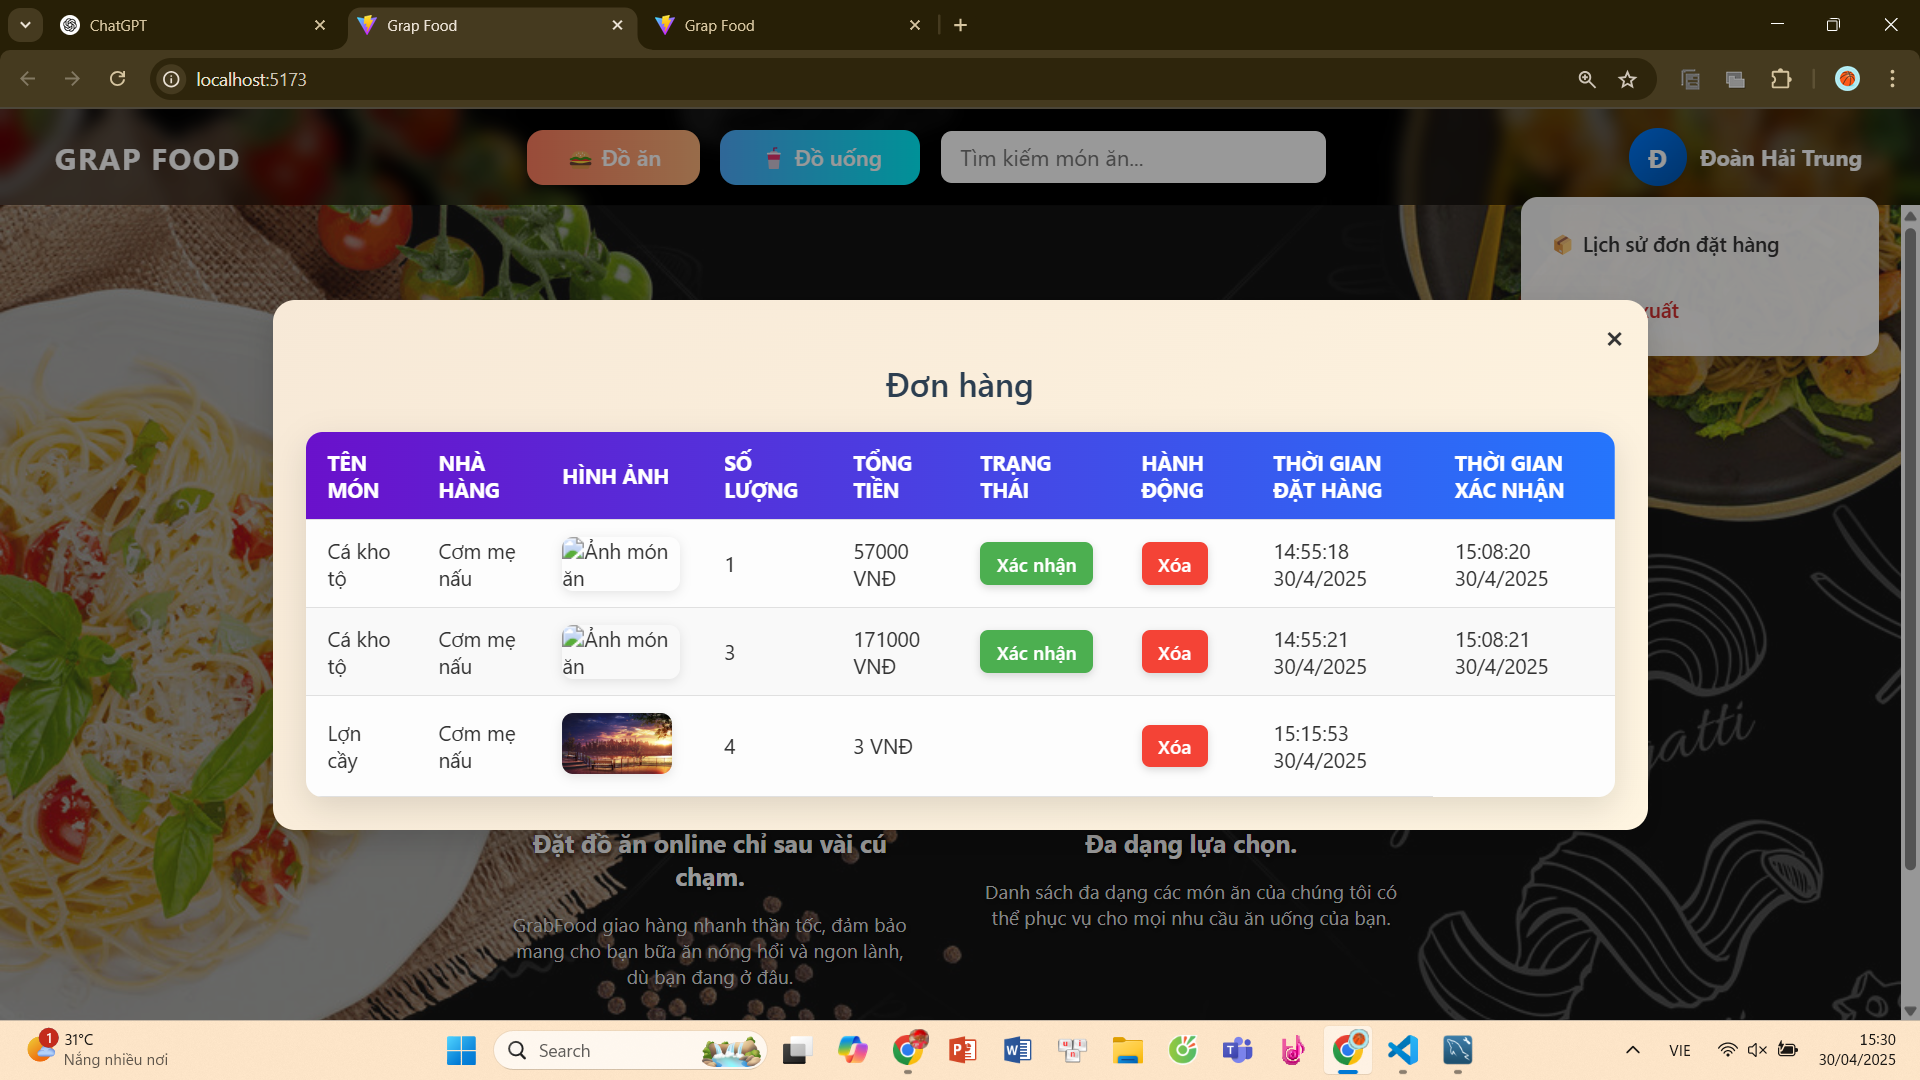 ChatGPT
Grap Food
Grap Food
localhost:5173
GRAP FOOD
Đồ ăn
Đồ uống
Tìm kiếm món ăn...
Đ
Đoàn Hải Trung
Lịch sử đơn đặt hàng
xuất
×
Đơn hàng
TÊN MÓN
NHÀ HÀNG
HÌNH ẢNH
SỐ LƯỢNG
TỔNG TIỀN
TRẠNG THÁI
HÀNH ĐỘNG
THỜI GIAN ĐẶT HÀNG
THỜI GIAN XÁC NHẬN
Cá kho tộ
Cơm mẹ nấu
Ảnh món ăn
1
57000 VNĐ
Xác nhận
Xóa
14:55:18 30/4/2025
15:08:20 30/4/2025
Cá kho tộ
Cơm mẹ nấu
Ảnh món ăn
3
171000 VNĐ
Xác nhận
Xóa
14:55:21 30/4/2025
15:08:21 30/4/2025
Lợn cầy
Cơm mẹ nấu
4
3 VNĐ
Xóa
15:15:53 30/4/2025
Đặt đồ ăn online chỉ sau vài cú
chạm.
GrabFood giao hàng nhanh thần tốc, đảm bảo
mang cho bạn bữa ăn nóng hổi và ngon lành,
dù bạn đang ở đâu.
Đa dạng lựa chọn.
Danh sách đa dạng các món ăn của chúng tôi có
thể phục vụ cho mọi nhu cầu ăn uống của bạn.
1
31°C
Nắng nhiều nơi
Search
VIE
15:30
30/04/2025